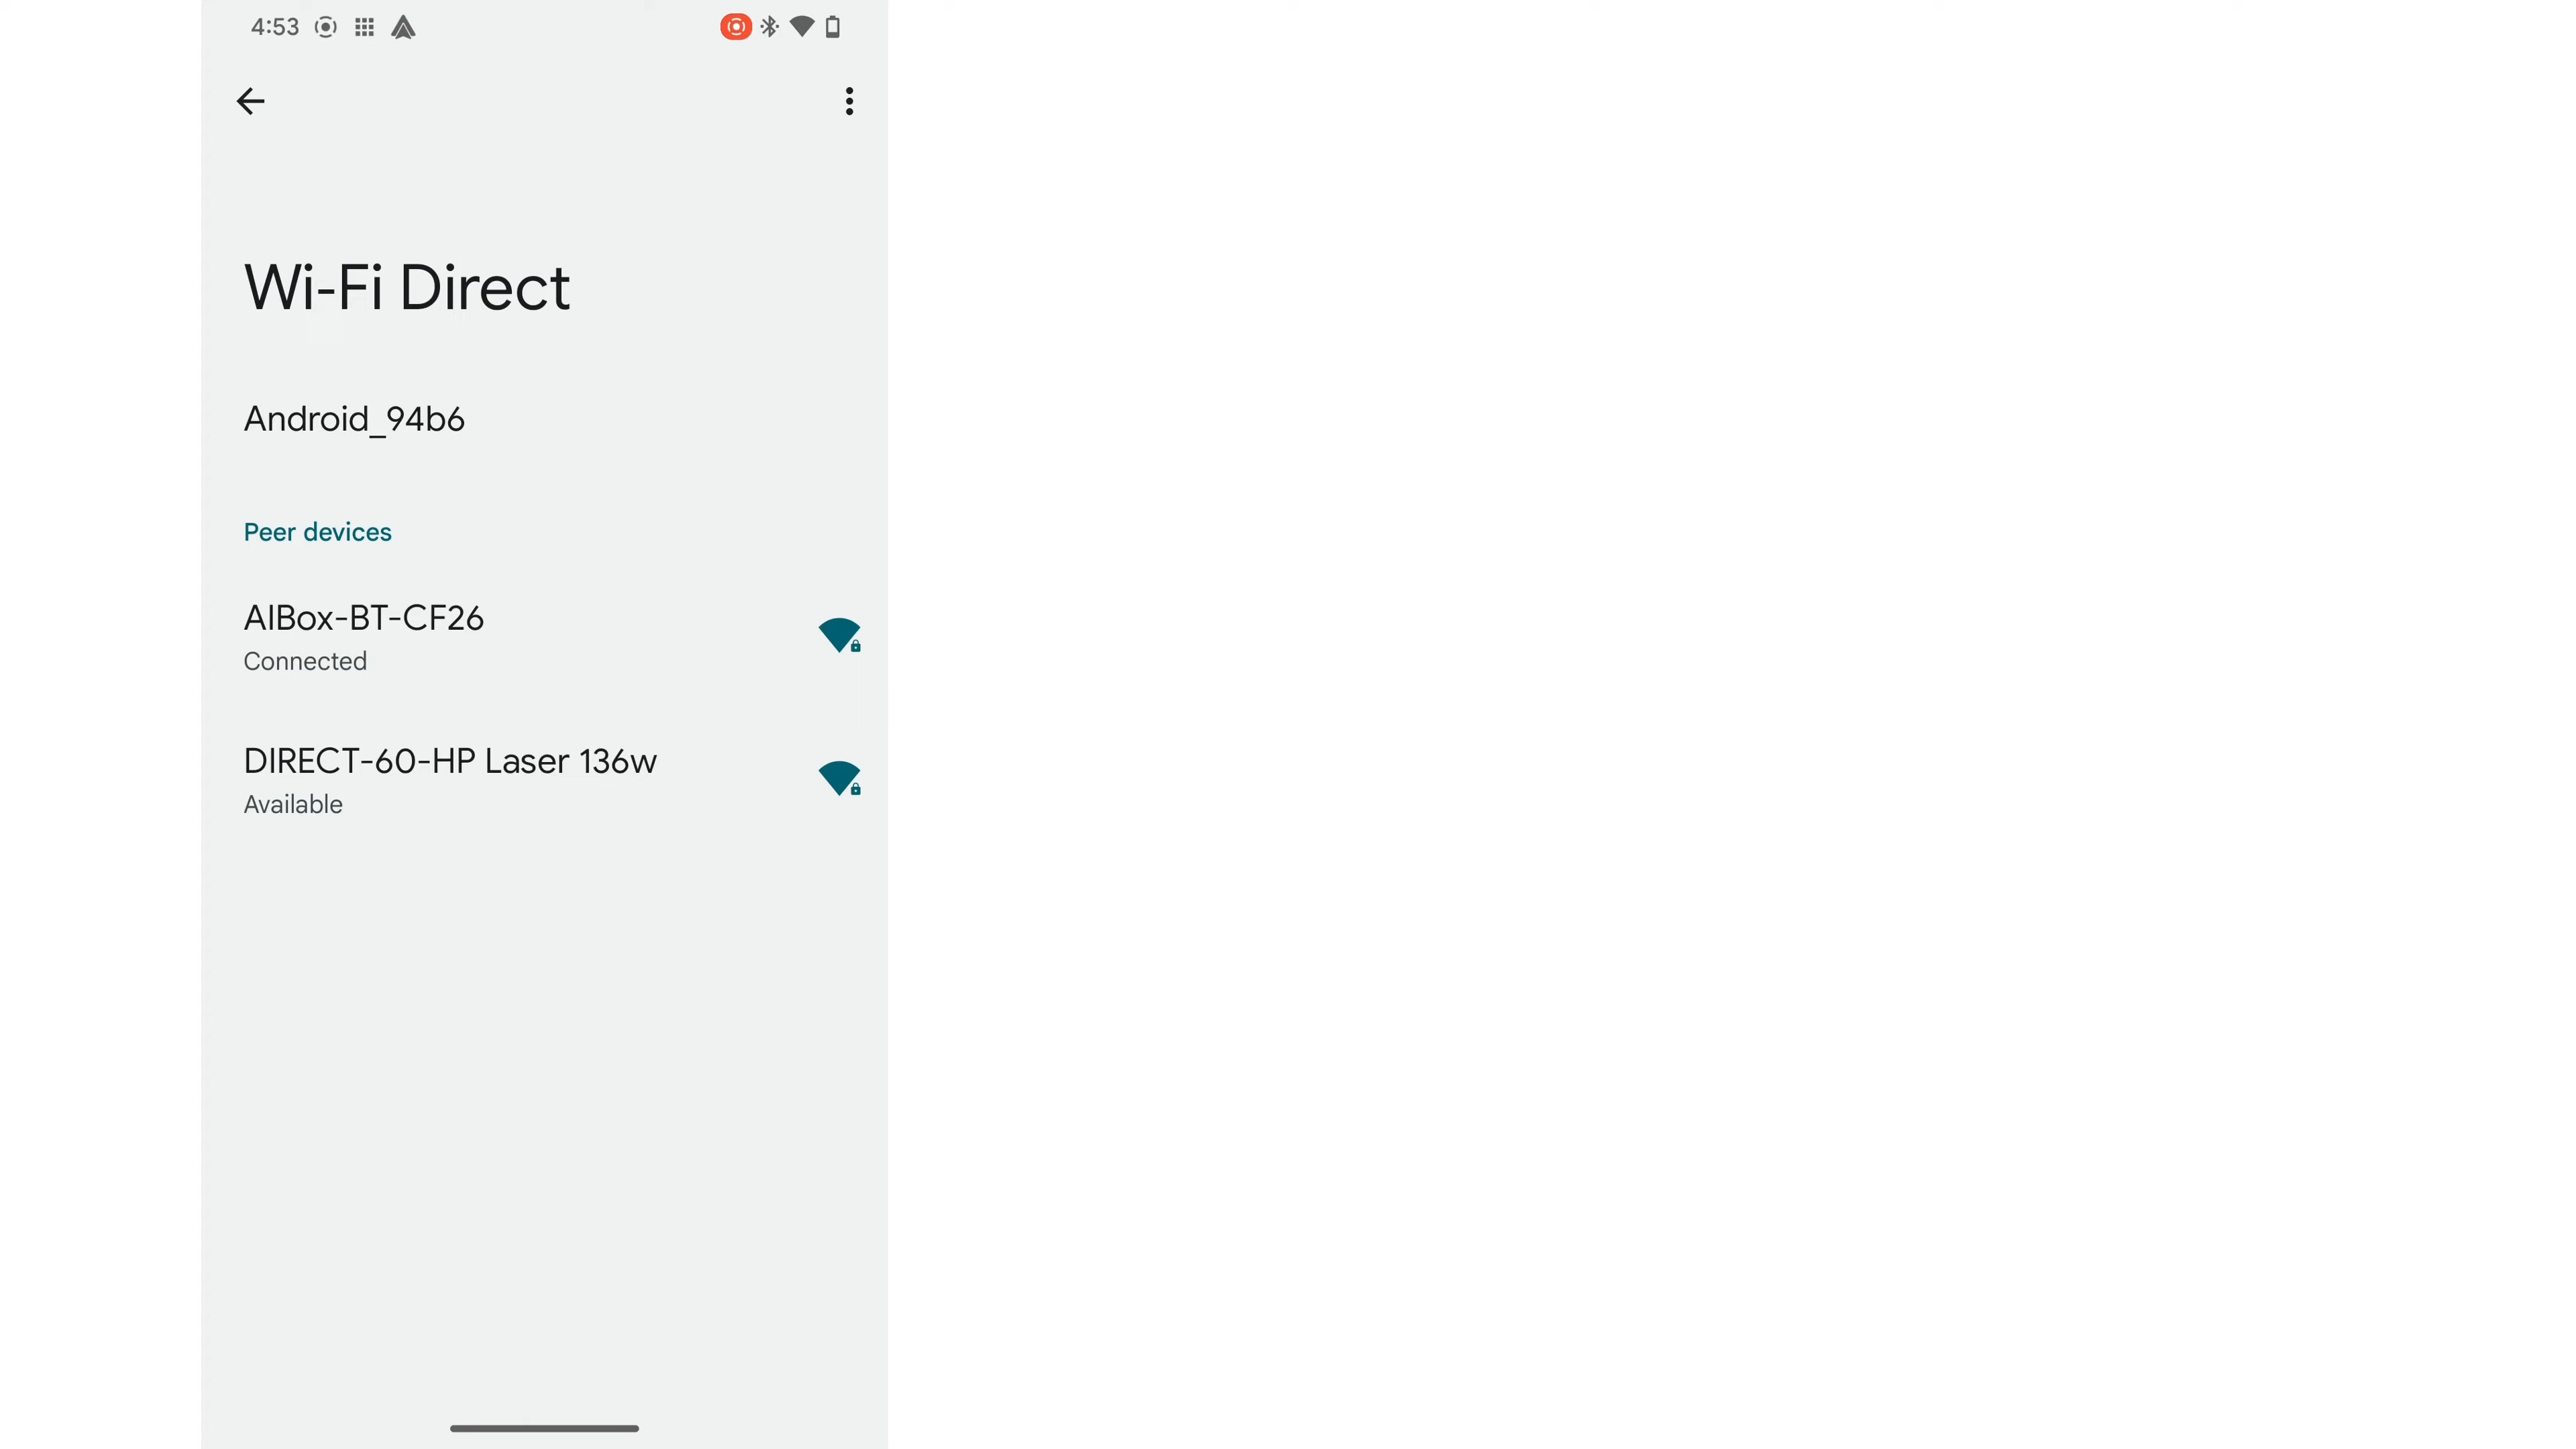 4:53
Wi-Fi Direct
Android_94b6
Peer devices
AIBox-BT-CF26
Connected
DIRECT-60-HP Laser 136w
Available